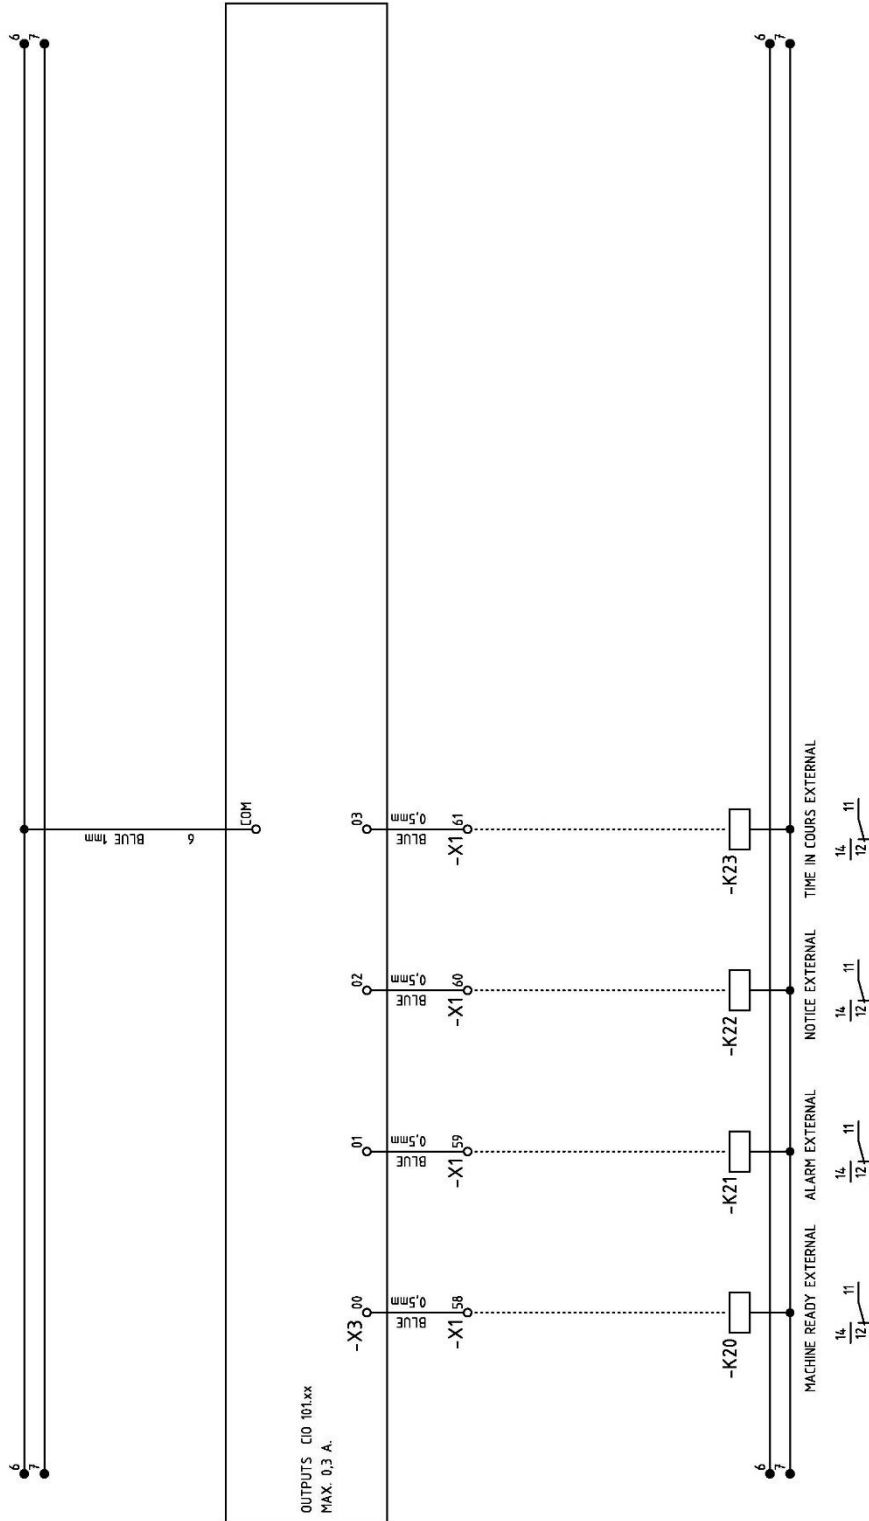 6
7
6
7
6
BLUE 1mm
COM
OUTPUTS CIO 101.xx
MAX. 0,3 A.
-X3
00
01
02
03
BLUE
0,5mm
BLUE
0,5mm
BLUE
0,5mm
BLUE
0,5mm
-X1 58
-X1 59
-X1 60
-X1 61
-K20
-K21
-K22
-K23
6
7
6
7
MACHINE READY EXTERNAL
ALARM EXTERNAL
NOTICE EXTERNAL
TIME IN COURS EXTERNAL
14
12
11
14
12
11
14
12
11
14
12
11